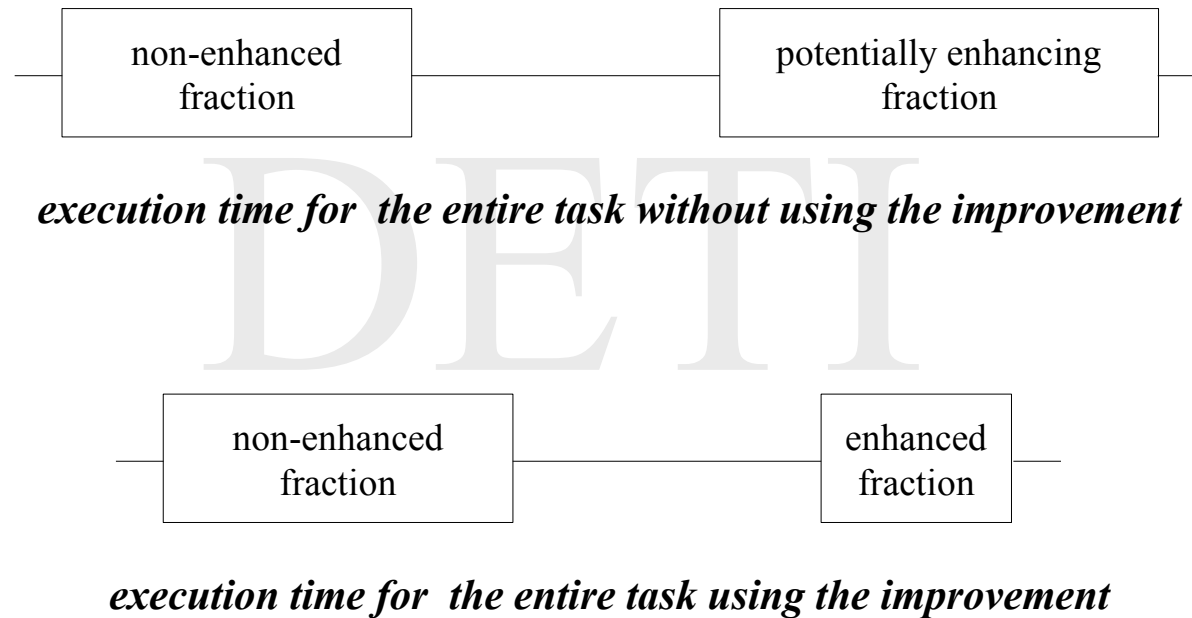 non-enhanced
fraction
potentially enhancing
fraction
execution time for the entire task without using the improvement
DETI
non-enhanced
fraction
enhanced
fraction
execution time for the entire task using the improvement